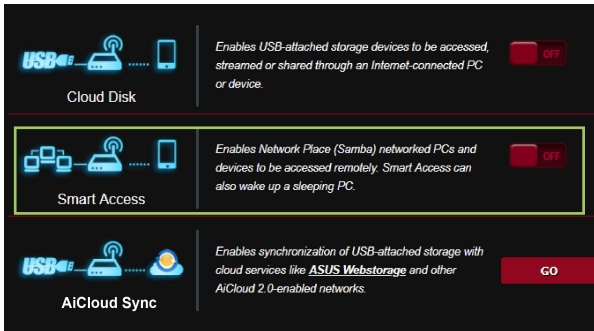 Enables USB-attached storage devices to be accessed,
streamed or shared through an Internet-connected PC
or device.
USB
Cloud Disk
OFF
Enables Network Place (Samba) networked PCs and
devices to be accessed remotely. Smart Access can
also wake up a sleeping PC.
Smart Access
OFF
Enables synchronization of USB-attached storage with
cloud services like ASUS Webstorage and other
AiCloud 2.0-enabled networks.
USB
AiCloud Sync
GO